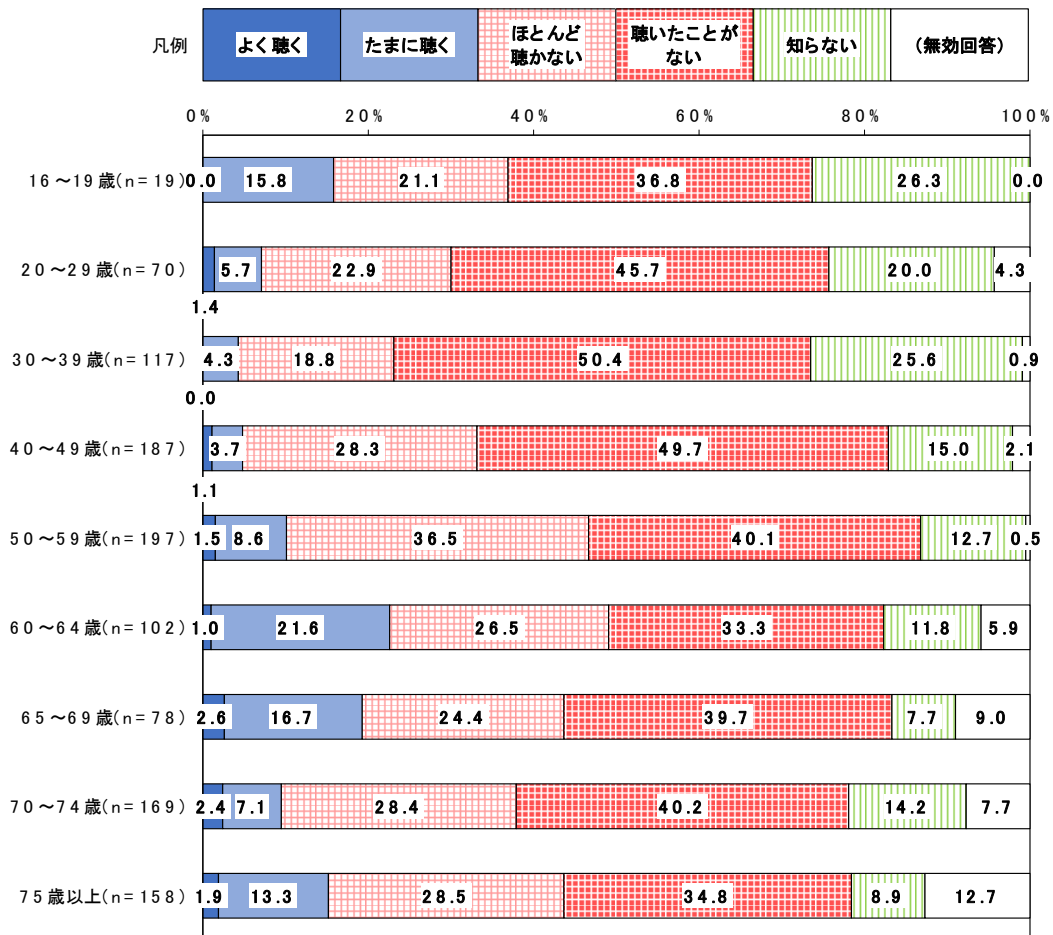 凡例 よく聴く たまに聴く ほとんど聴かない 聴いたことがない 知らない （無効回答）
0% 20% 40% 60% 80% 100%
16～19歳(n=19) 0.0 15.8 21.1 36.8 26.3 0.0
20～29歳(n=70) 5.7 22.9 45.7 20.0 4.3
1.4
30～39歳(n=117) 4.3 18.8 50.4 25.6 0.9
0.0
40～49歳(n=187) 3.7 28.3 49.7 15.0 2.1
1.1
50～59歳(n=197) 1.5 8.6 36.5 40.1 12.7 0.5
60～64歳(n=102) 1.0 21.6 26.5 33.3 11.8 5.9
65～69歳(n=78) 2.6 16.7 24.4 39.7 7.7 9.0
70～74歳(n=169) 2.4 7.1 28.4 40.2 14.2 7.7
75歳以上(n=158) 1.9 13.3 28.5 34.8 8.9 12.7